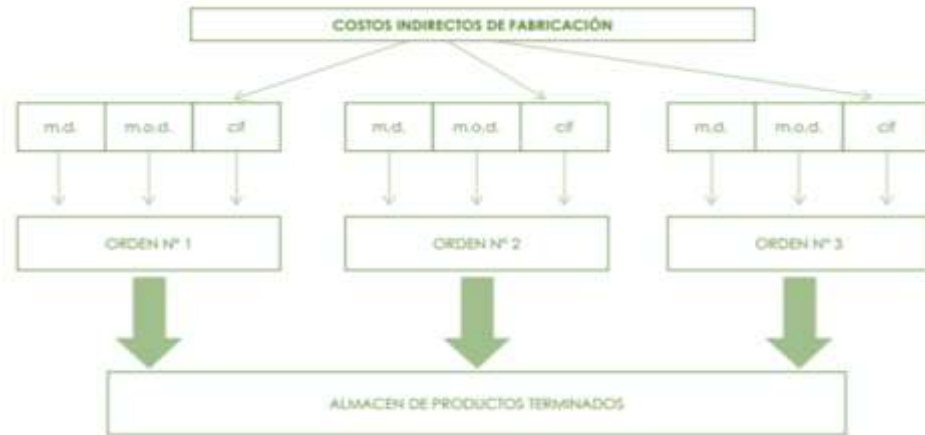 COSTOS INDIRECTOS DE FABRICACIÓN
m.d. m.o.d. cif m.d. m.o.d. cif m.d. m.o.d. cif
ORDEN N° 1 ORDEN N° 2 ORDEN N° 3
ALMACEN DE PRODUCTOS TERMINADOS